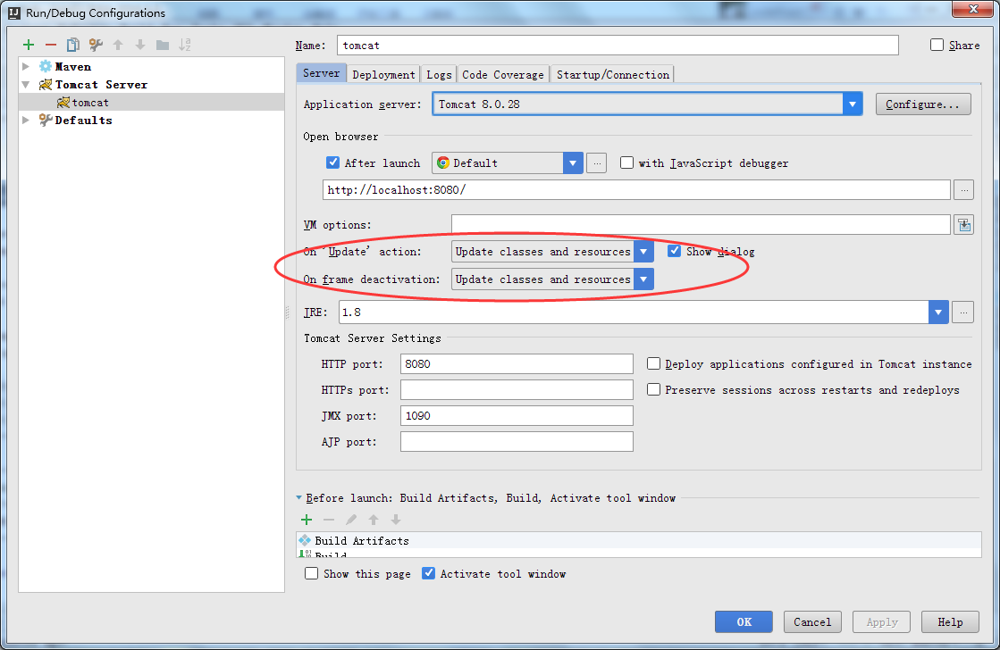 Run/Debug Configurations
Name: tomcat Share
Maven
Tomcat Server
tomcat
Defaults
Server Deployment Logs Code Coverage Startup/Connection
Application server: Tomcat 8.0.28 Configure...
Open browser
After launch Default ... with JavaScript debugger
http://localhost:8080/ ...
VM options:
On 'Update' action: Update classes and resources Show dialog
On frame deactivation: Update classes and resources
JRE: 1.8 ...
Tomcat Server Settings
HTTP port: 8080 Deploy applications configured in Tomcat instance
HTTPs port: Preserve sessions across restarts and redeploys
JMX port: 1090
AJP port:
Before launch: Build Artifacts, Build, Activate tool window
Build Artifacts
Build
Show this page Activate tool window
OK Cancel Apply Help